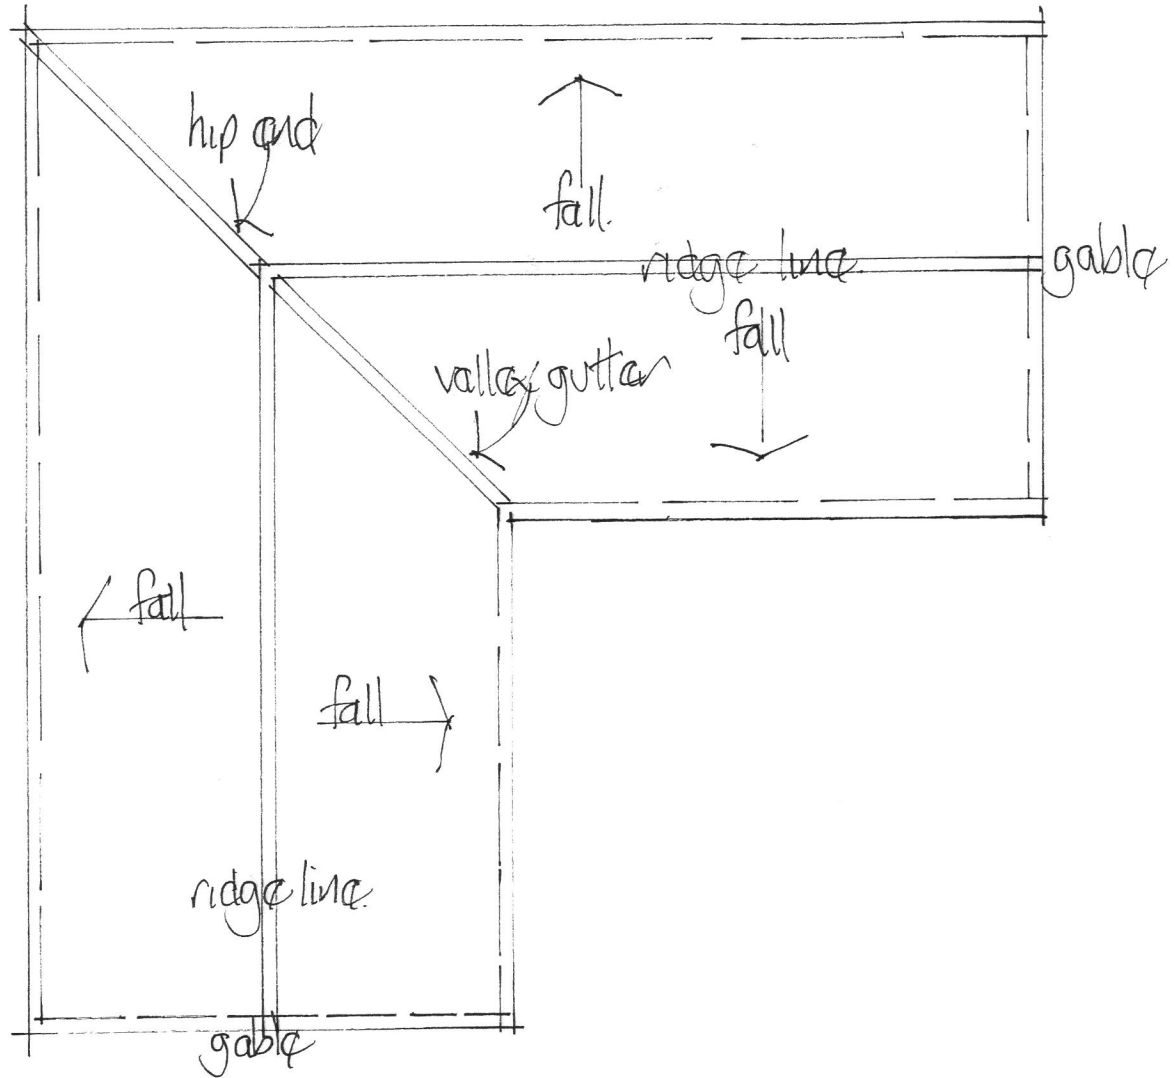 hip end
fall.
ridge line.
gable
fall
valley gutter
fall
fall
ridge line.
gable